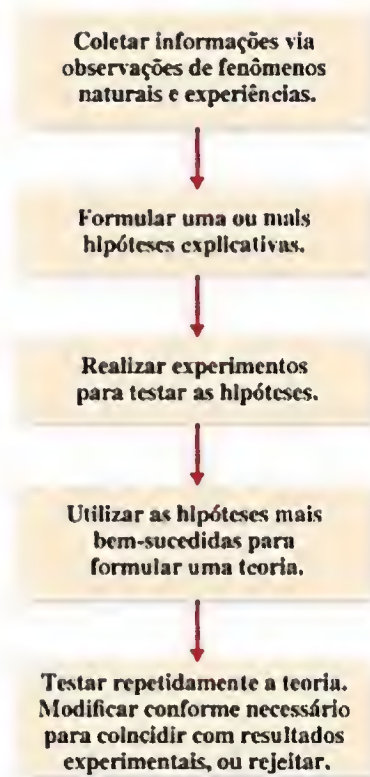 Coletar informações via
observações de fenômenos
naturais e experiências.
Formular uma ou mais
hipóteses explicativas.
Realizar experimentos
para testar as hipóteses.
Utilizar as hipóteses mais
bem-sucedidas para
formular uma teoria.
Testar repetidamente a teoria.
Modificar conforme necessário
para coincidir com resultados
experimentais, ou rejeitar.